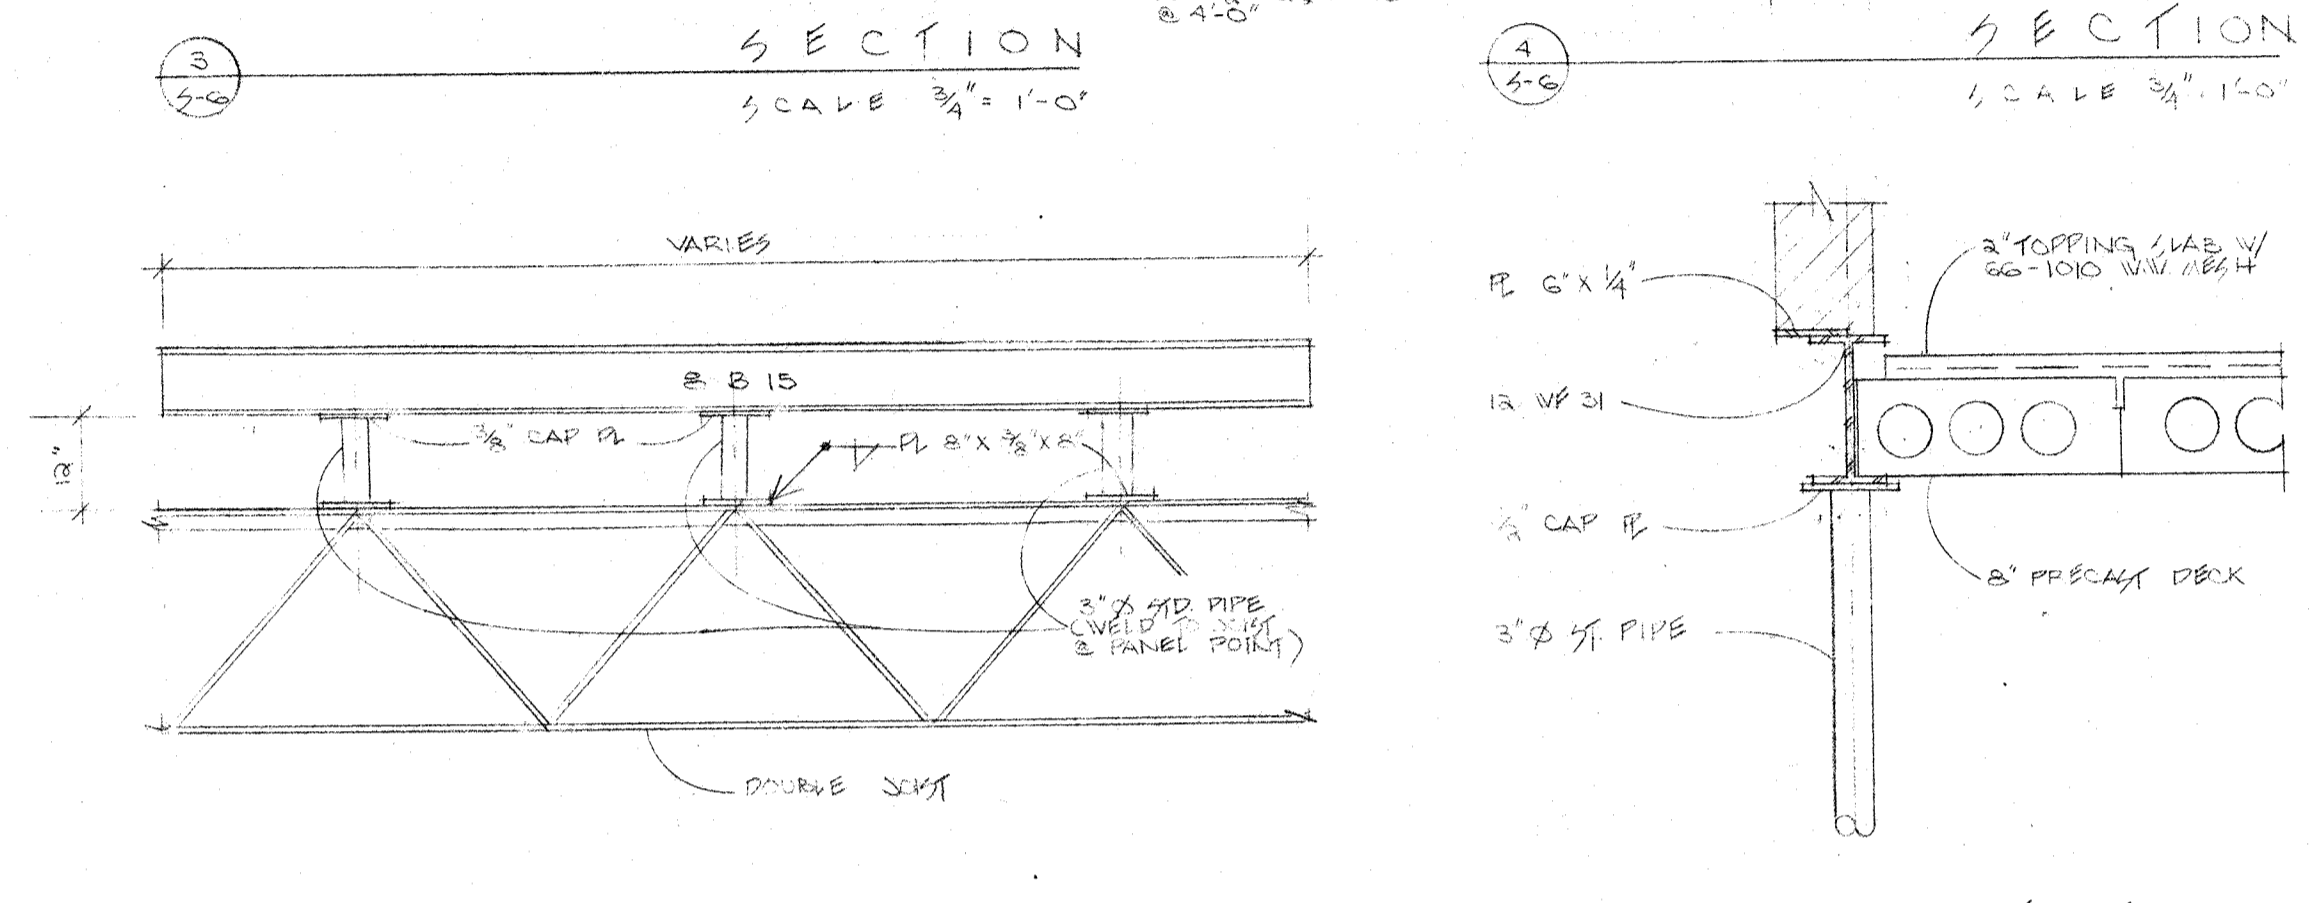 @ 4'-0"
3
S-6
SECTION
SCALE 3/4" = 1'-0"
4
S-6
SECTION
SCALE 3/4" = 1'-0"
VARIES
8 B 15
3/8" CAP PL
PL 8" X 3/8" X 8"
12"
3" Ø STD. PIPE
(WELD TO JOIST
@ PANEL POINT)
DOUBLE JOIST
2" TOPPING SLAB W/
66-1010 W.W. MESH
PL 6" X 1/4"
12 WF 31
CAP PL
8" PRECAST DECK
3" Ø ST. PIPE